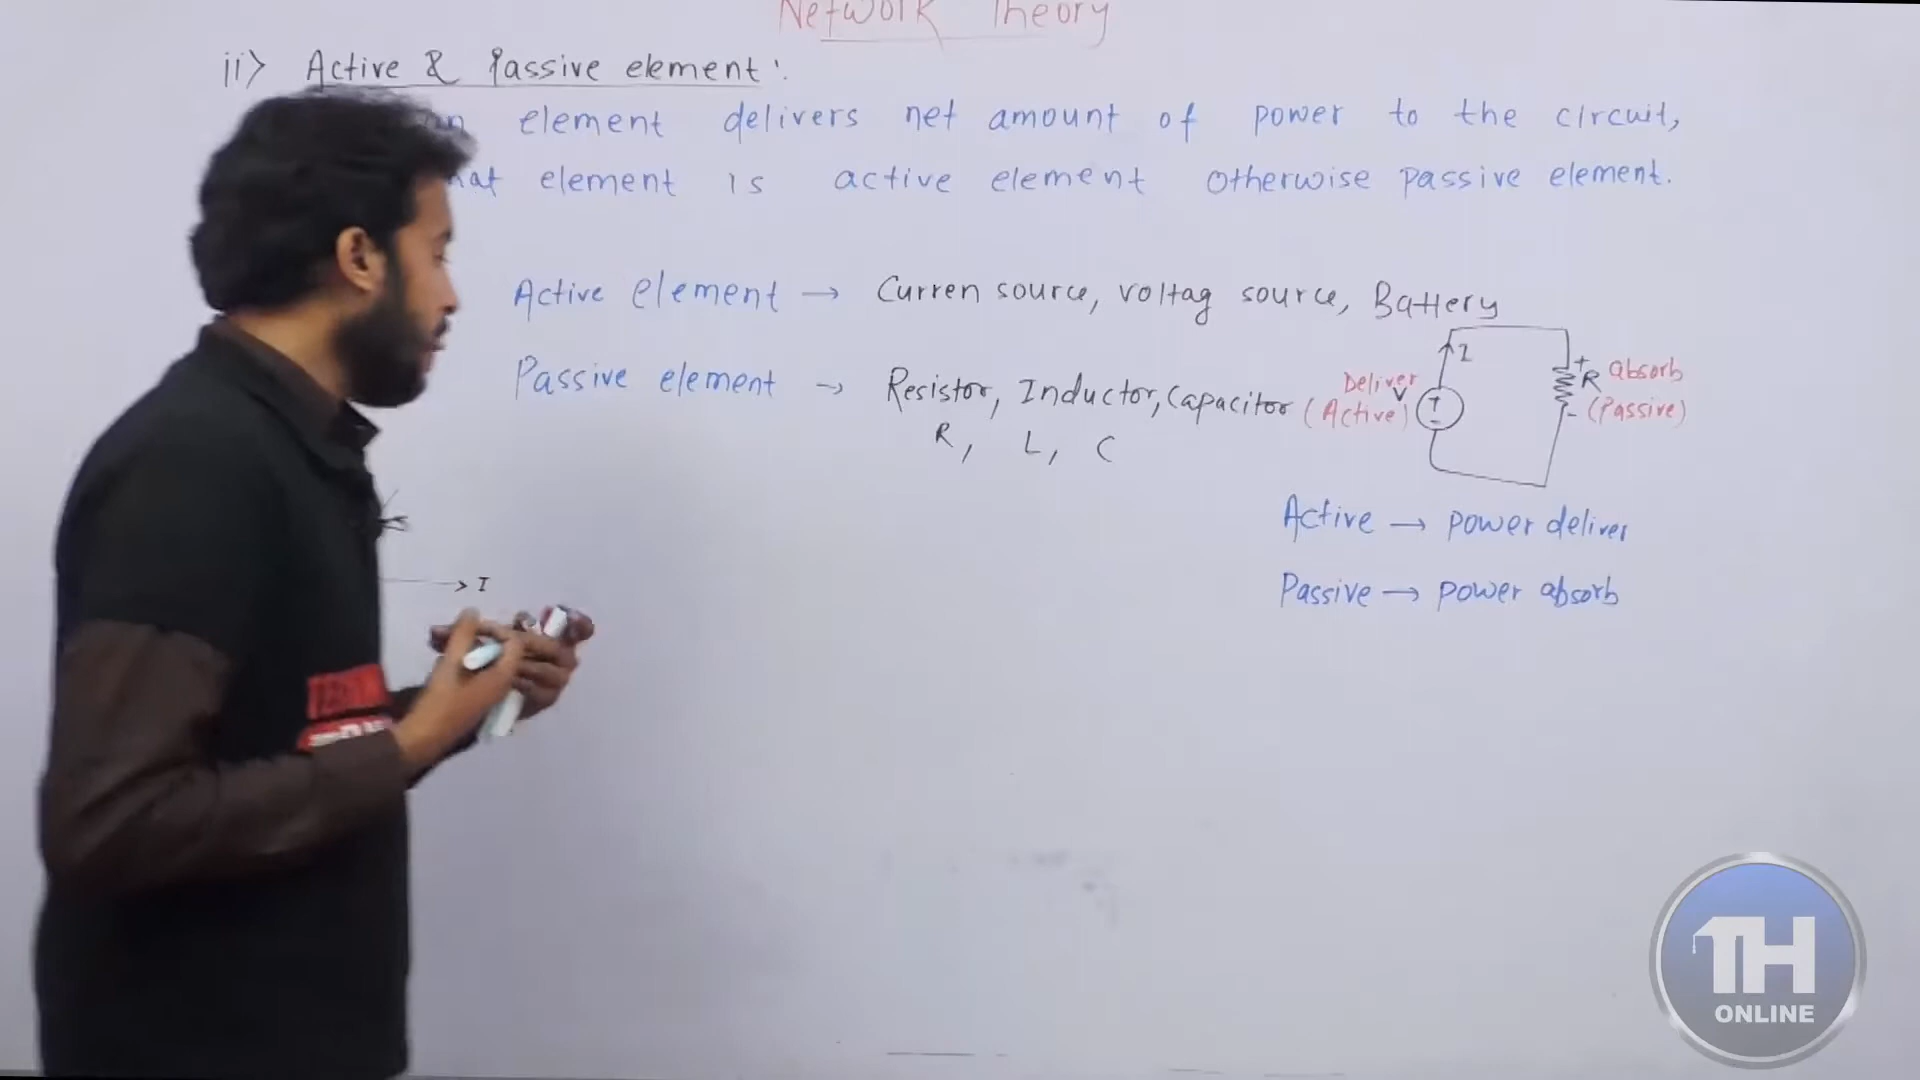 Network Theory
ii> Active & Passive element:
an element delivers net amount of power to the circuit,
hat element is active element otherwise passive element.
Active element → Curren source, voltag source, Battery
Passive element → Resistor, Inductor, Capacitor
R, L, C
I
Deliver
(Active)
V
+
-
+
R
-
absorb
(Passive)
Active → power deliver
Passive → power absorb
I
TH
ONLINE